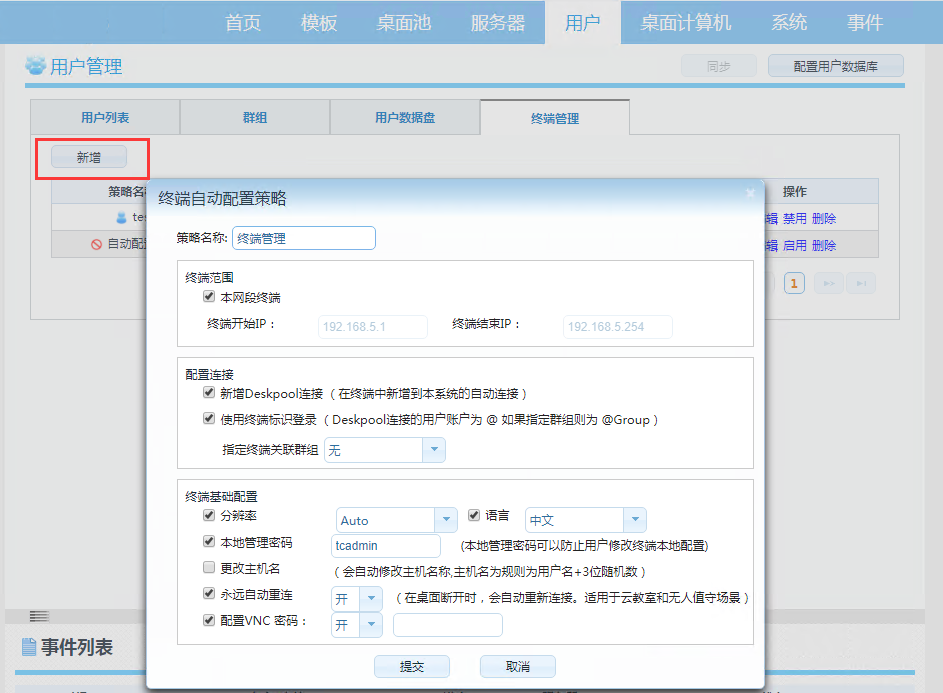 首页 模板 桌面池 服务器 用户 桌面计算机 系统 事件
用户管理 同步 配置用户数据库
用户列表 群组 用户数据盘 终端管理
新增
策略名 操作
te 辑 禁用 删除
自动配 辑 启用 删除
1
终端自动配置策略
策略名称: 终端管理
终端范围
本网段终端
终端开始IP： 192.168.5.1 终端结束IP： 192.168.5.254
配置连接
新增Deskpool连接（在终端中新增到本系统的自动连接）
使用终端标识登录（Deskpool连接的用户账户为 @ 如果指定群组则为 @Group）
指定终端关联群组 无
终端基础配置
分辨率 Auto 语言 中文
本地管理密码 tcadmin (本地管理密码可以防止用户修改终端本地配置)
更改主机名 （会自动修改主机名称,主机名为规则为用户名+3位随机数）
永远自动重连 开 （在桌面断开时，会自动重新连接。适用于云教室和无人值守场景）
配置VNC 密码： 开
提交 取消
事件列表